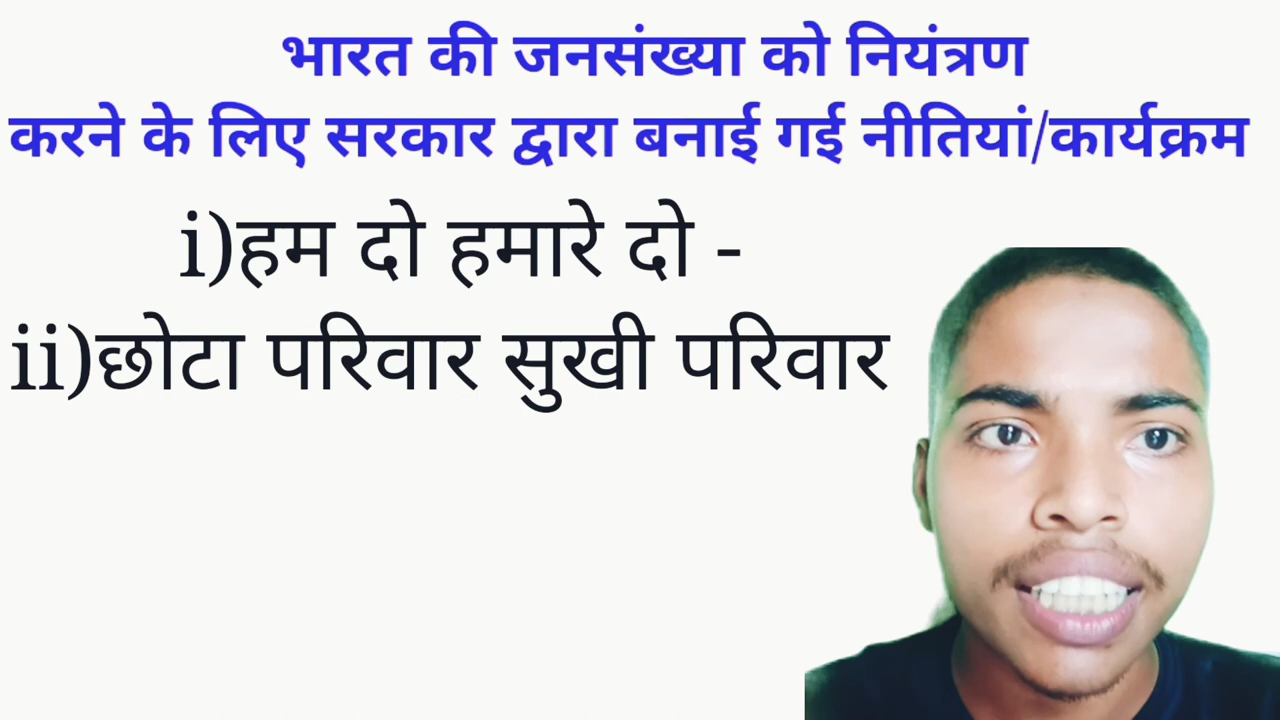 भारत की जनसंख्या को नियंत्रण
करने के लिए सरकार द्वारा बनाई गई नीतियां/कार्यक्रम
i)हम दो हमारे दो -
ii)छोटा परिवार सुखी परिवार